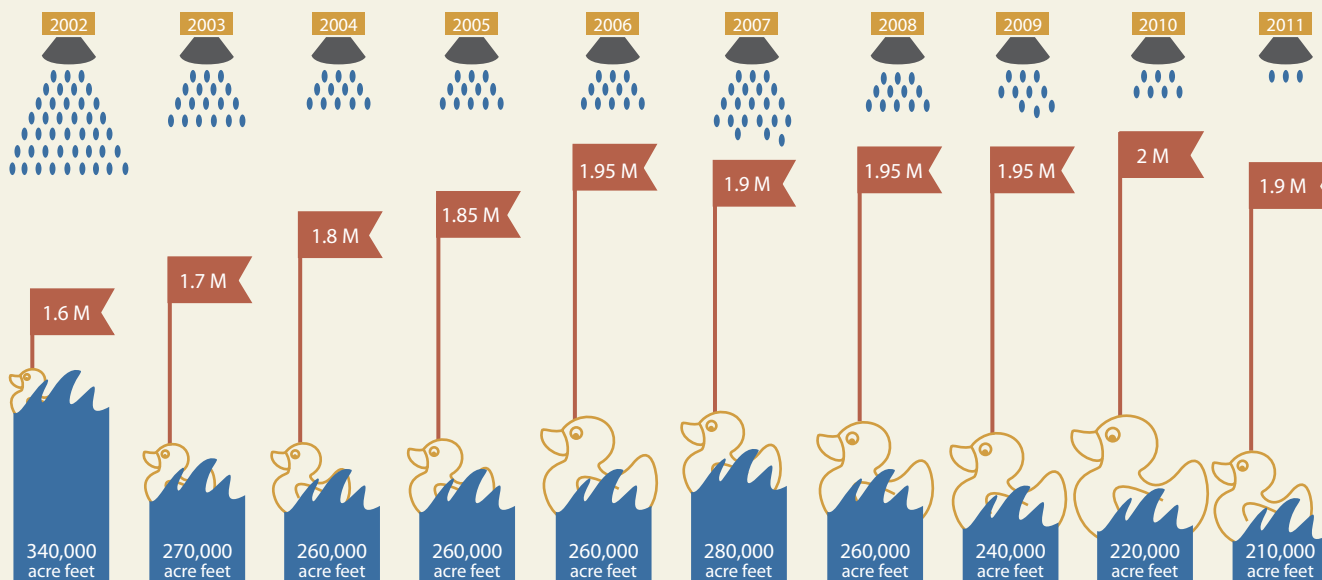 2002 2003 2004 2005 2006 2007 2008 2009 2010 2011
1.6 M 1.7 M 1.8 M 1.85 M 1.95 M 1.9 M 1.95 M 1.95 M 2 M 1.9 M
340,000 270,000 260,000 260,000 260,000 280,000 260,000 240,000 220,000 210,000
acre feet acre feet acre feet acre feet acre feet acre feet acre feet acre feet acre feet acre feet